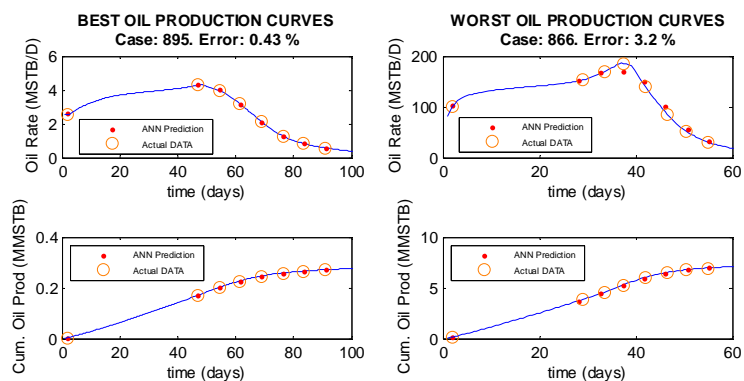 BEST OIL PRODUCTION CURVES
Case: 895. Error: 0.43 %
Oil Rate (MSTB/D)
6
4
2
0
ANN Prediction
Actual DATA
0 20 40 60 80 100
time (days)
WORST OIL PRODUCTION CURVES
Case: 866. Error: 3.2 %
Oil Rate (MSTB/D)
200
100
0
ANN Prediction
Actual DATA
0 20 40 60
time (days)
Cum. Oil Prod (MMSTB)
0.4
0.2
0
ANN Prediction
Actual DATA
0 20 40 60 80 100
time (days)
Cum. Oil Prod (MMSTB)
10
5
0
ANN Prediction
Actual DATA
0 20 40 60
time (days)